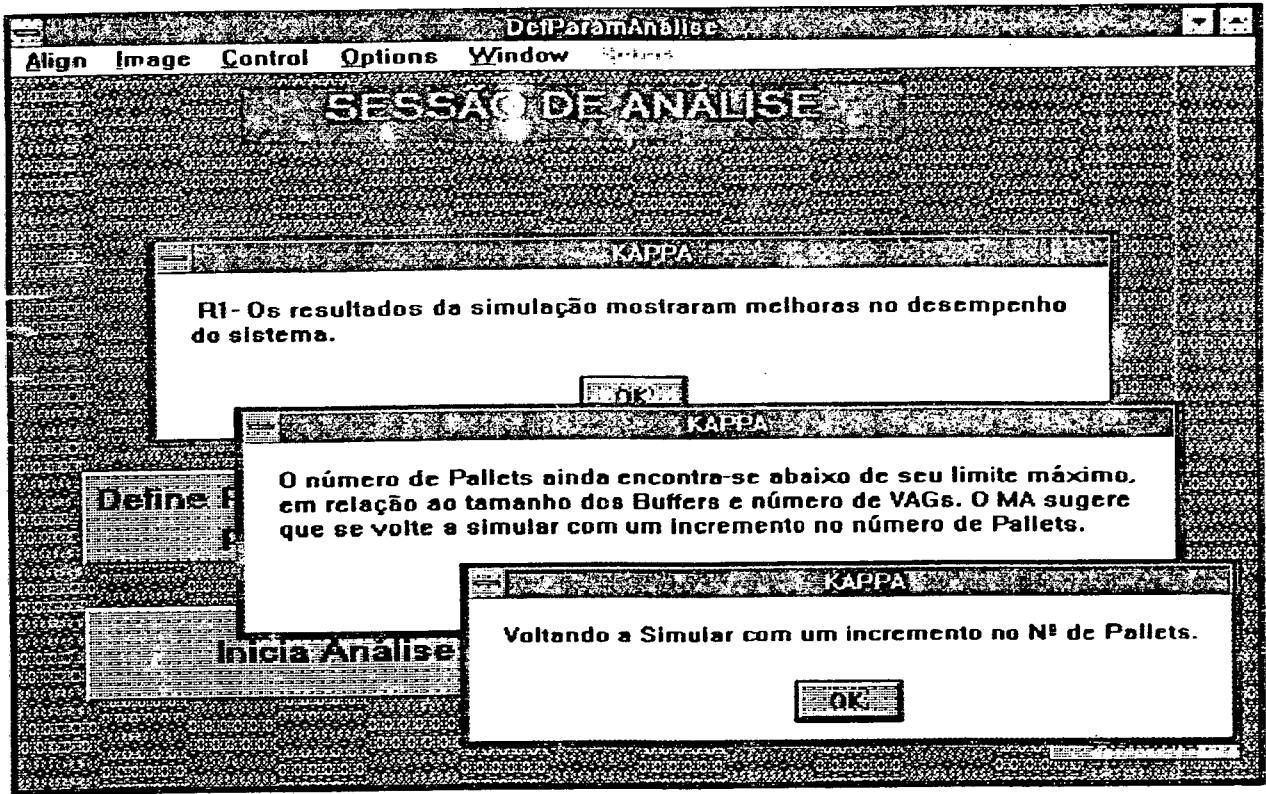 DefParamAnalise
Align Image Control Options Window
SESSÃO DE ANÁLISE
KAPPA
R1- Os resultados da simulação mostraram melhoras no desempenho
do sistema.
OK
KAPPA
O número de Pallets ainda encontra-se abaixo de seu limite máximo,
em relação ao tamanho dos Buffers e número de VAGs. O MA sugere
que se volte a simular com um incremento no número de Pallets.
Define P
P
KAPPA
Voltando a Simular com um incremento no Nº de Pallets.
OK
Inicia Análise